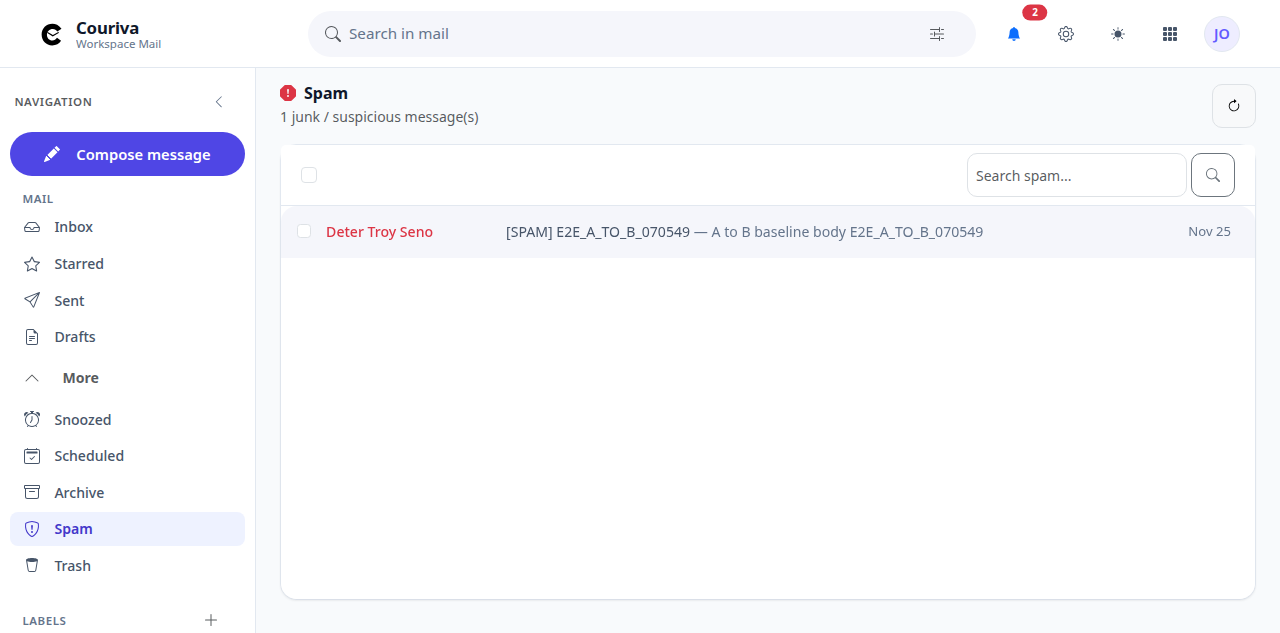 Couriva
Workspace Mail
Search in mail
2
JO
NAVIGATION
Compose message
MAIL
Inbox
Starred
Sent
Drafts
More
Snoozed
Scheduled
Archive
Spam
Trash
LABELS
Spam
1 junk / suspicious message(s)
Search spam...
Deter Troy Seno [SPAM] E2E_A_TO_B_070549 — A to B baseline body E2E_A_TO_B_070549 Nov 25